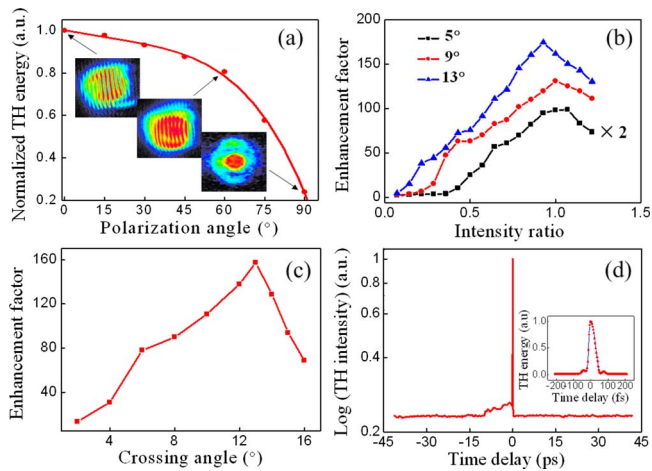 (a)
Normalized TH energy (a.u.)
1.0
0.8
0.6
0.4
0.2
0 15 30 45 60 75 90
Polarization angle (°)
(b)
5°
9°
13°
× 2
Enhancement factor
200
150
100
50
0
0.0 0.5 1.0 1.5
Intensity ratio
(c)
Enhancement factor
160
120
80
40
4 8 12 16
Crossing angle (°)
(d)
Log (TH intensity) (a.u.)
1
0.8
0.4
0.2
-45 -30 -15 0 15 30 45
Time delay (ps)
TH energy (a.u)
1.0
0.5
0.0
-200 -100 0 100 200
Time delay (fs)